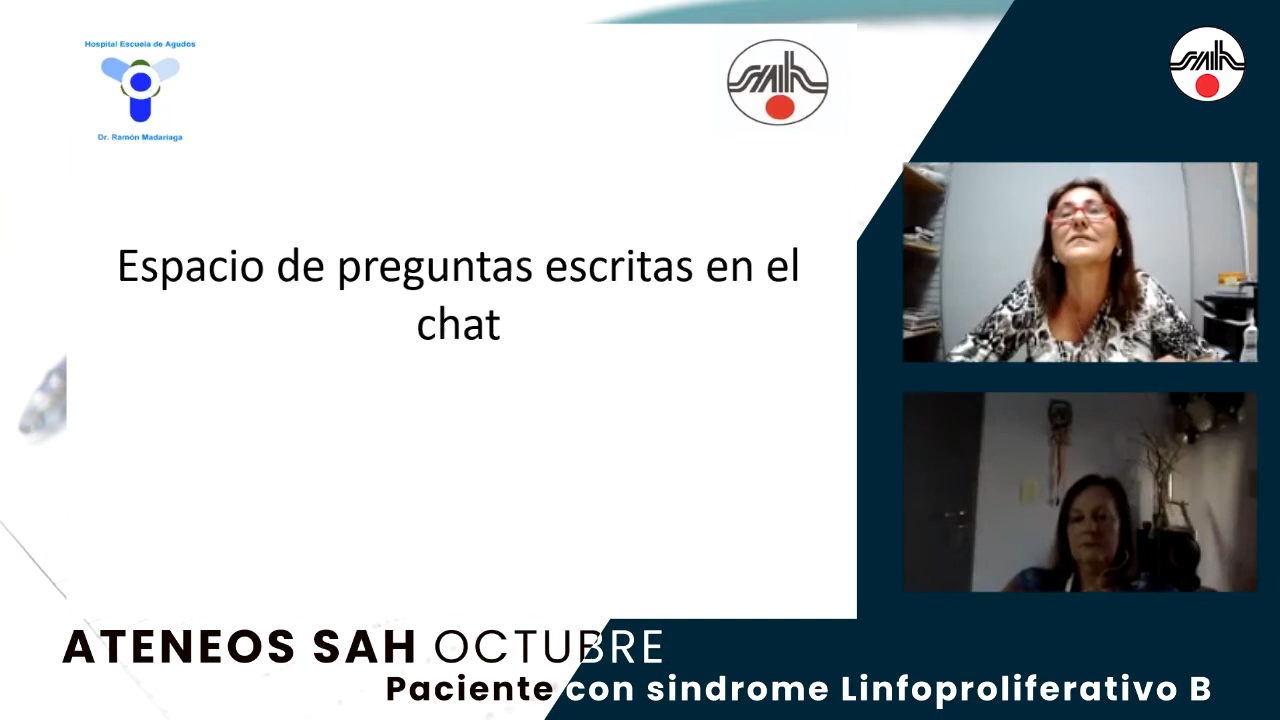 Hospital Escuela de Agudos
Dr. Ramón Madariaga
Espacio de preguntas escritas en el
chat
ATENEOS SAH OCTUBRE
Paciente con sindrome Linfoproliferativo B